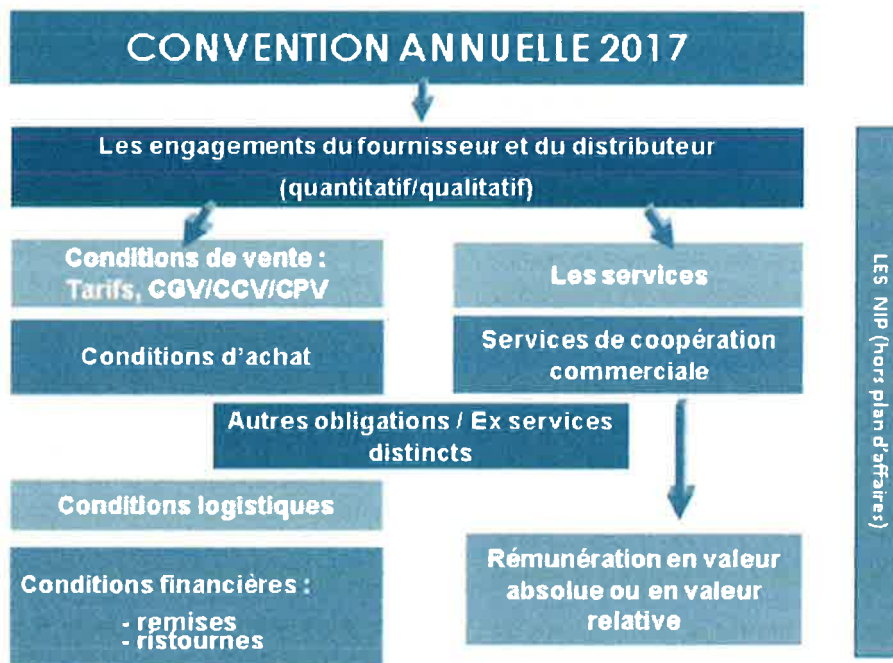 CONVENTION ANNUELLE 2017
Les engagements du fournisseur et du distributeur
(quantitatif/qualitatif)
Conditions de vente :
Tarifs, CGV/CCV/CPV
Les services
Conditions d'achat
Services de coopération
commerciale
Autres obligations / Ex services
distincts
Conditions logistiques
Conditions financières :
- remises
- ristournes
Rémunération en valeur
absolue ou en valeur
relative
LES NIP (hors plan d'affaires)